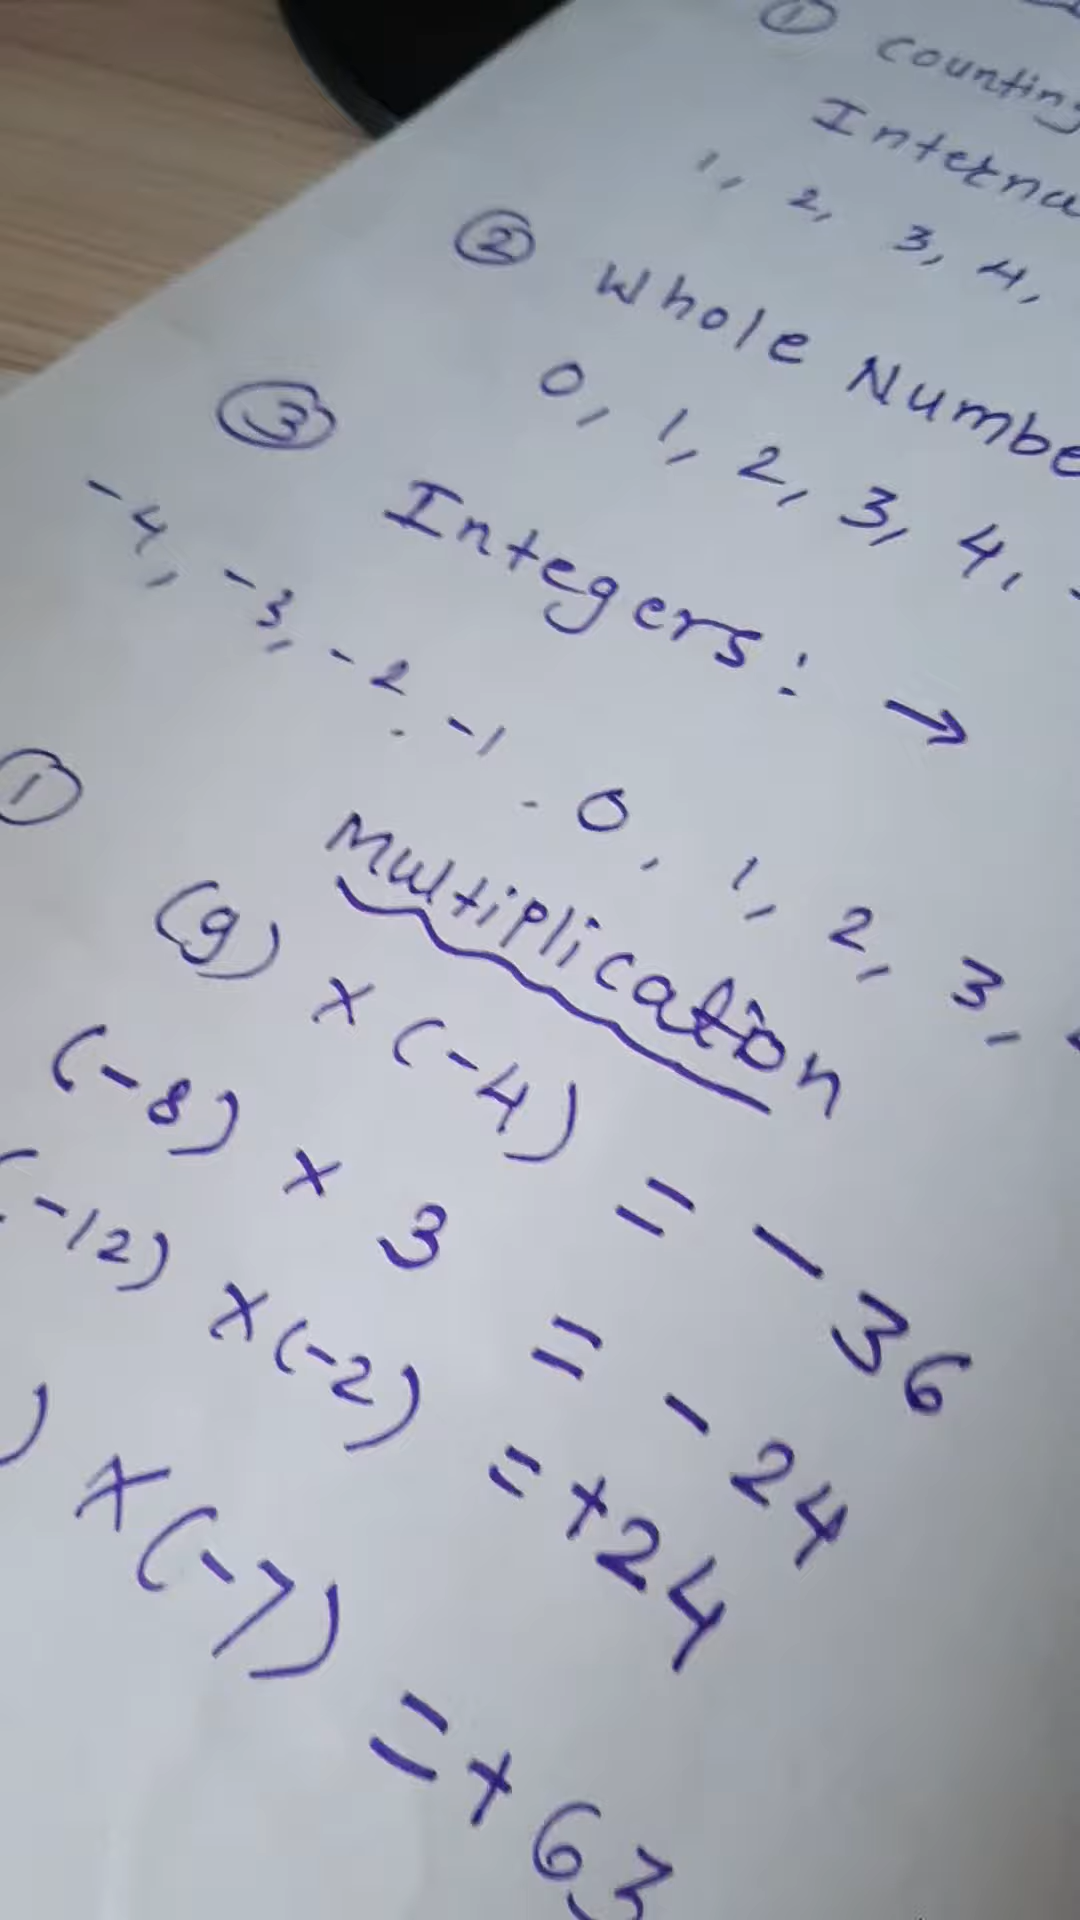 ① Counting
Interna
1, 2, 3, 4,
② Whole Numbe
0, 1, 2, 3, 4,
③ Integers: →
-4, -3, -2, -1, 0, 1, 2, 3,
① Multiplication
(9) × (-4) = -36
(-8) × 3 = -24
(-12) × (-2) = +24
) × (-7) = +63